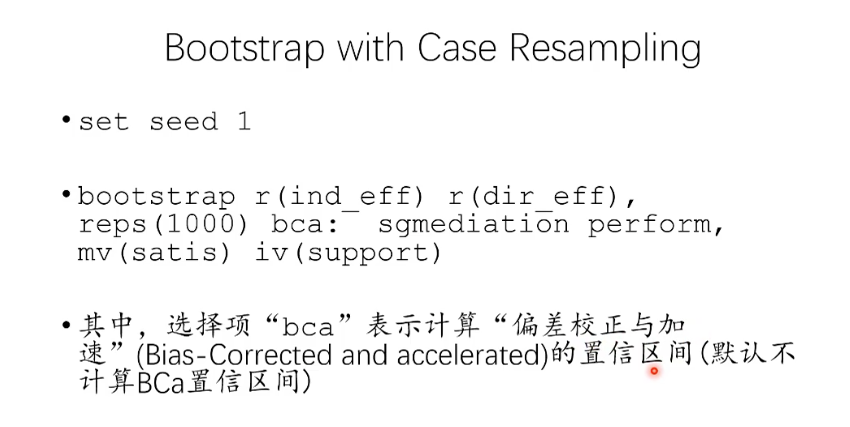 Bootstrap with Case Resampling
•set seed 1
•bootstrap r(ind_eff) r(dir_eff),
reps(1000) bca: sgmediation perform,
mv(satis) iv(support)
•其中，选择项“bca”表示计算“偏差校正与加
速”(Bias-Corrected and accelerated)的置信区间(默认不
计算BCa置信区间)